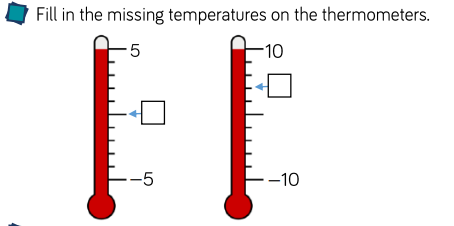 Fill in the missing temperatures on the thermometers.
5
10
−5
−10